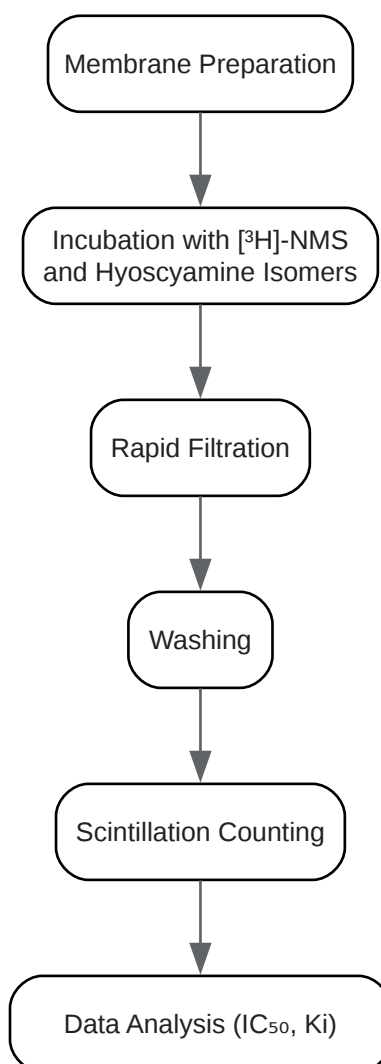 Membrane Preparation
Incubation with [³H]-NMS
and Hyoscyamine Isomers
Rapid Filtration
Washing
Scintillation Counting
Data Analysis (IC₅₀, Ki)